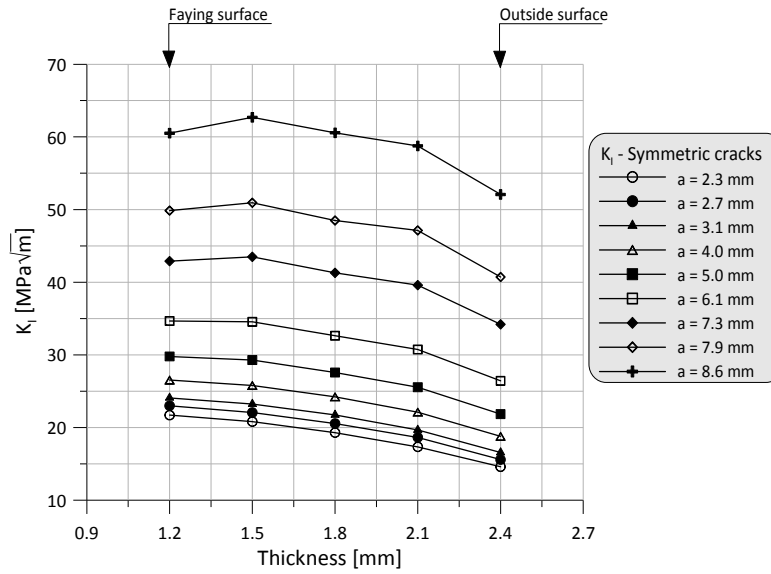 Faying surface
Outside surface
70
60
50
40
30
20
10
K_I [MPa√m]
0.9
1.2
1.5
1.8
2.1
2.4
2.7
Thickness [mm]
K_I - Symmetric cracks
a = 2.3 mm
a = 2.7 mm
a = 3.1 mm
a = 4.0 mm
a = 5.0 mm
a = 6.1 mm
a = 7.3 mm
a = 7.9 mm
a = 8.6 mm